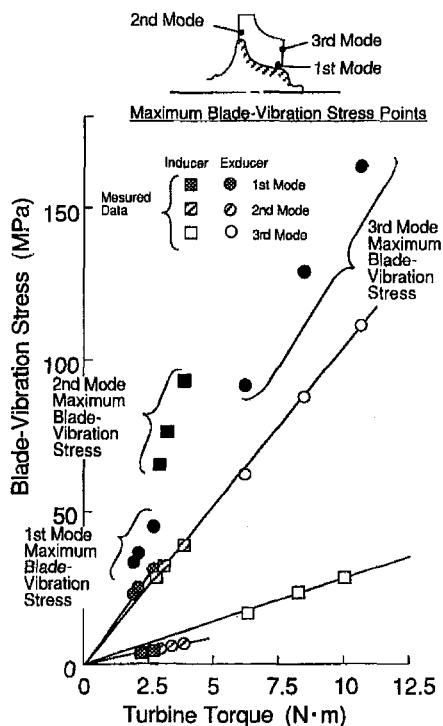 2nd Mode
3rd Mode
1st Mode
Maximum Blade-Vibration Stress Points
Inducer Exducer
Mesured
Data
1st Mode
2nd Mode
3rd Mode
3rd Mode
Maximum
Blade-
Vibration
Stress
2nd Mode
Maximum
Blade-
Vibration
Stress
1st Mode
Maximum
Blade-
Vibration
Stress
Blade-Vibration Stress (MPa)
150
100
50
0
0 2.5 5 7.5 10 12.5
Turbine Torque (N·m)